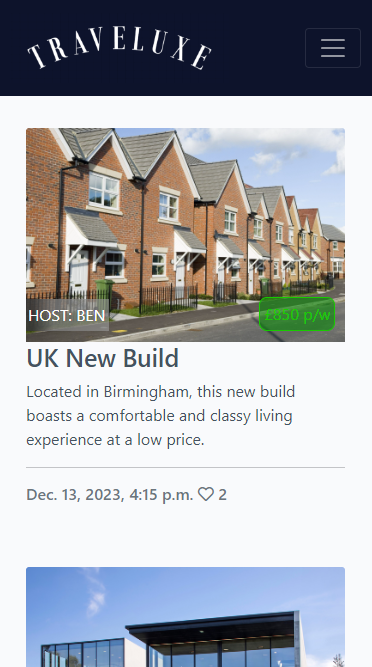 TRAVELUXE
HOST: BEN
£850 p/w
UK New Build
Located in Birmingham, this new build
boasts a comfortable and classy living
experience at a low price.
Dec. 13, 2023, 4:15 p.m. 2